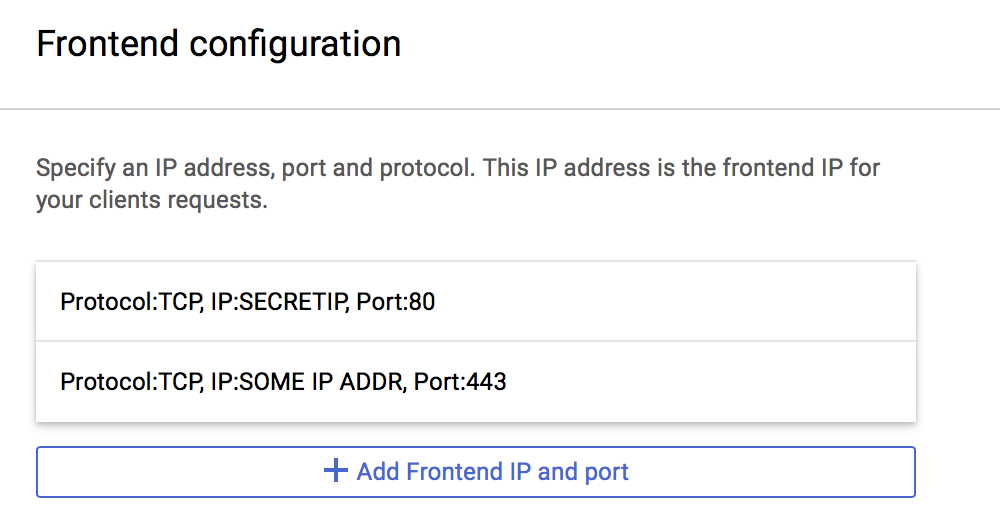 Frontend configuration
Specify an IP address, port and protocol. This IP address is the frontend IP for
your clients requests.
Protocol:TCP, IP:SECRETIP, Port:80
Protocol:TCP, IP:SOME IP ADDR, Port:443
+ Add Frontend IP and port